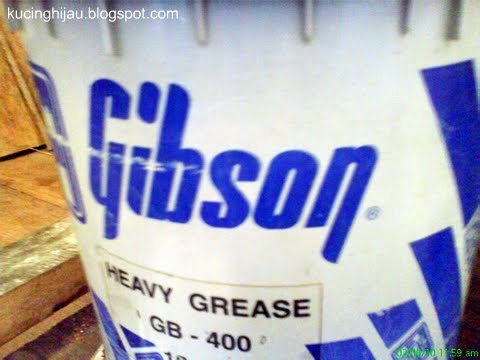 kucinghijau.blogspot.com
Gibson®
HEAVY GREASE
GB - 400